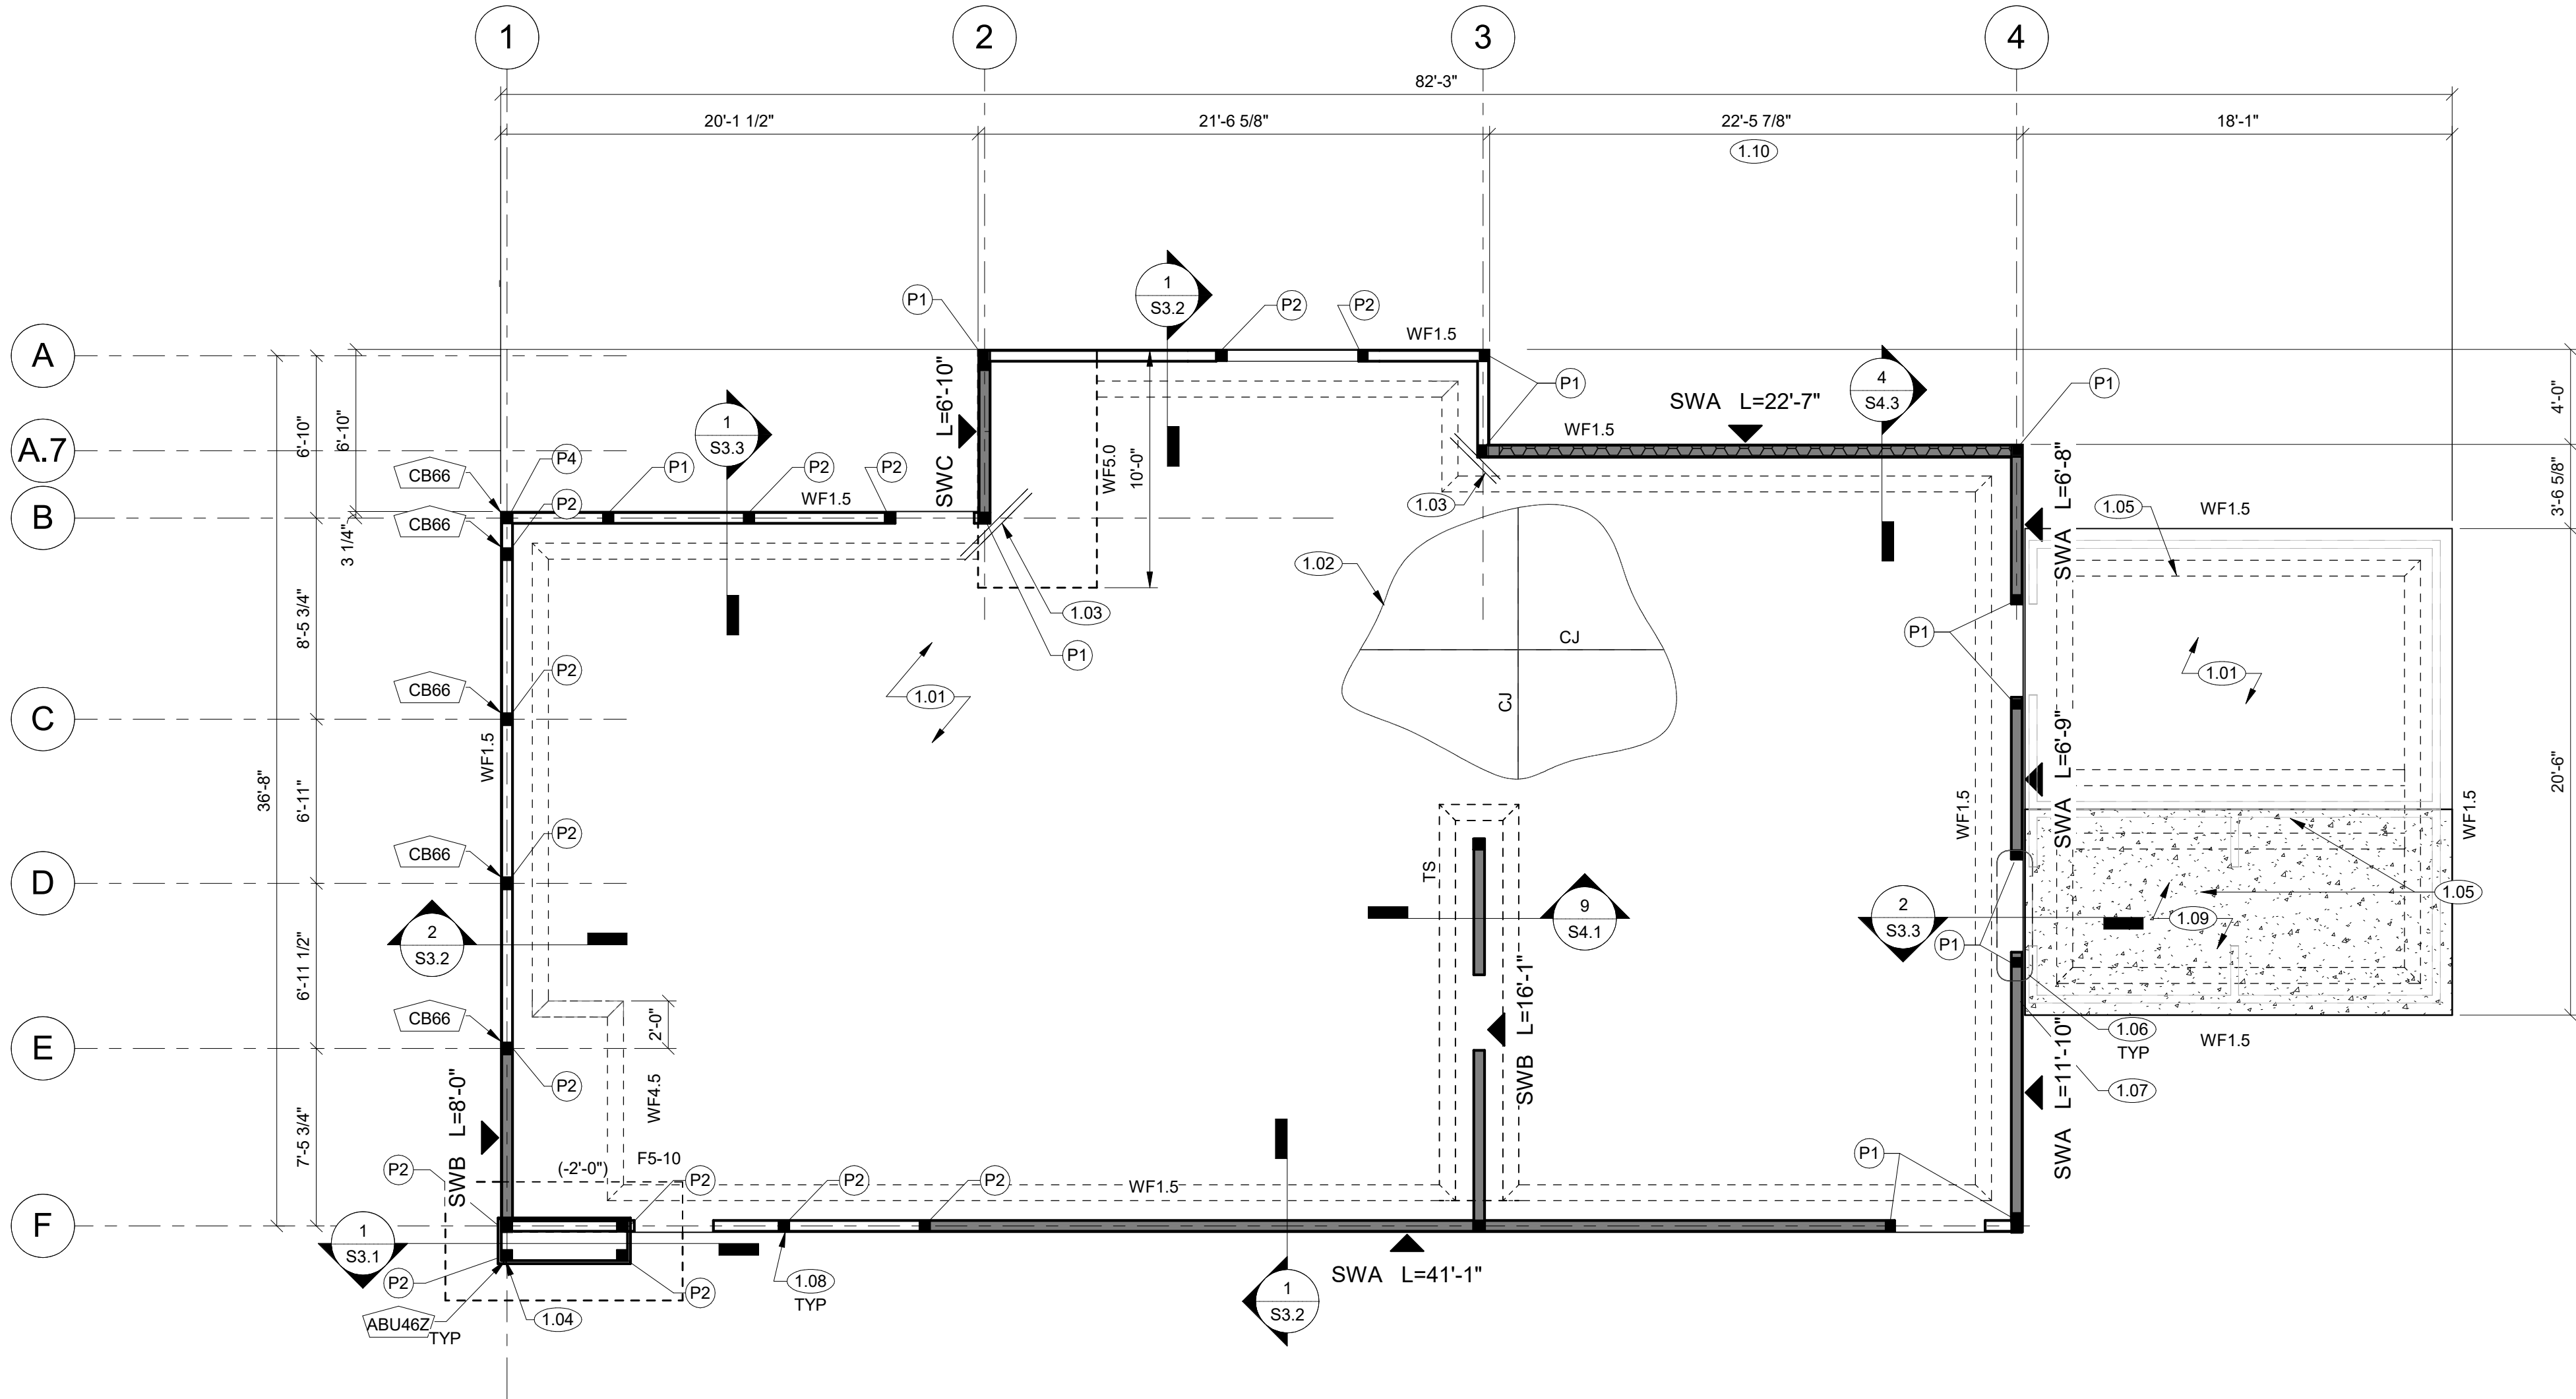 1
2
3
4
82'-3"
20'-1 1/2"
21'-6 5/8"
22'-5 7/8"
18'-1"
1.10
1
S3.2
P1
P2
P2
WF1.5
A
P1
4
S4.3
P1
SWA L=22'-7"
4'-0"
1
S3.3
6'-10"
6'-10"
SWC L=6'-10"
WF5.0
10'-0"
WF1.5
A.7
P4
P1
P2
P2
CB66
WF1.5
1.03
SWA L=6'-8"
1.05
WF1.5
3'-6 5/8"
B
CB66
P2
3 1/4"
1.02
1.03
8'-5 3/4"
CJ
P1
P1
1.01
CJ
1.01
CB66
P2
C
WF1.5
36'-8"
6'-11"
SWA L=6'-9"
20'-6"
WF1.5
WF1.5
CB66
P2
D
TS
1.05
9
S4.1
2
S3.3
1.09
2
S3.2
P1
6'-11 1/2"
CB66
2'-0"
E
SWB L=16'-1"
1.06
TYP
WF1.5
P2
WF4.5
1.07
SWB L=8'-0"
7'-5 3/4"
SWA L=11'-10"
P2
(-2'-0")
F5-10
P2
P2
P2
WF1.5
P1
F
1
S3.1
P2
P2
1.08
TYP
SWA L=41'-1"
1
S3.2
ABU46Z
TYP
1.04